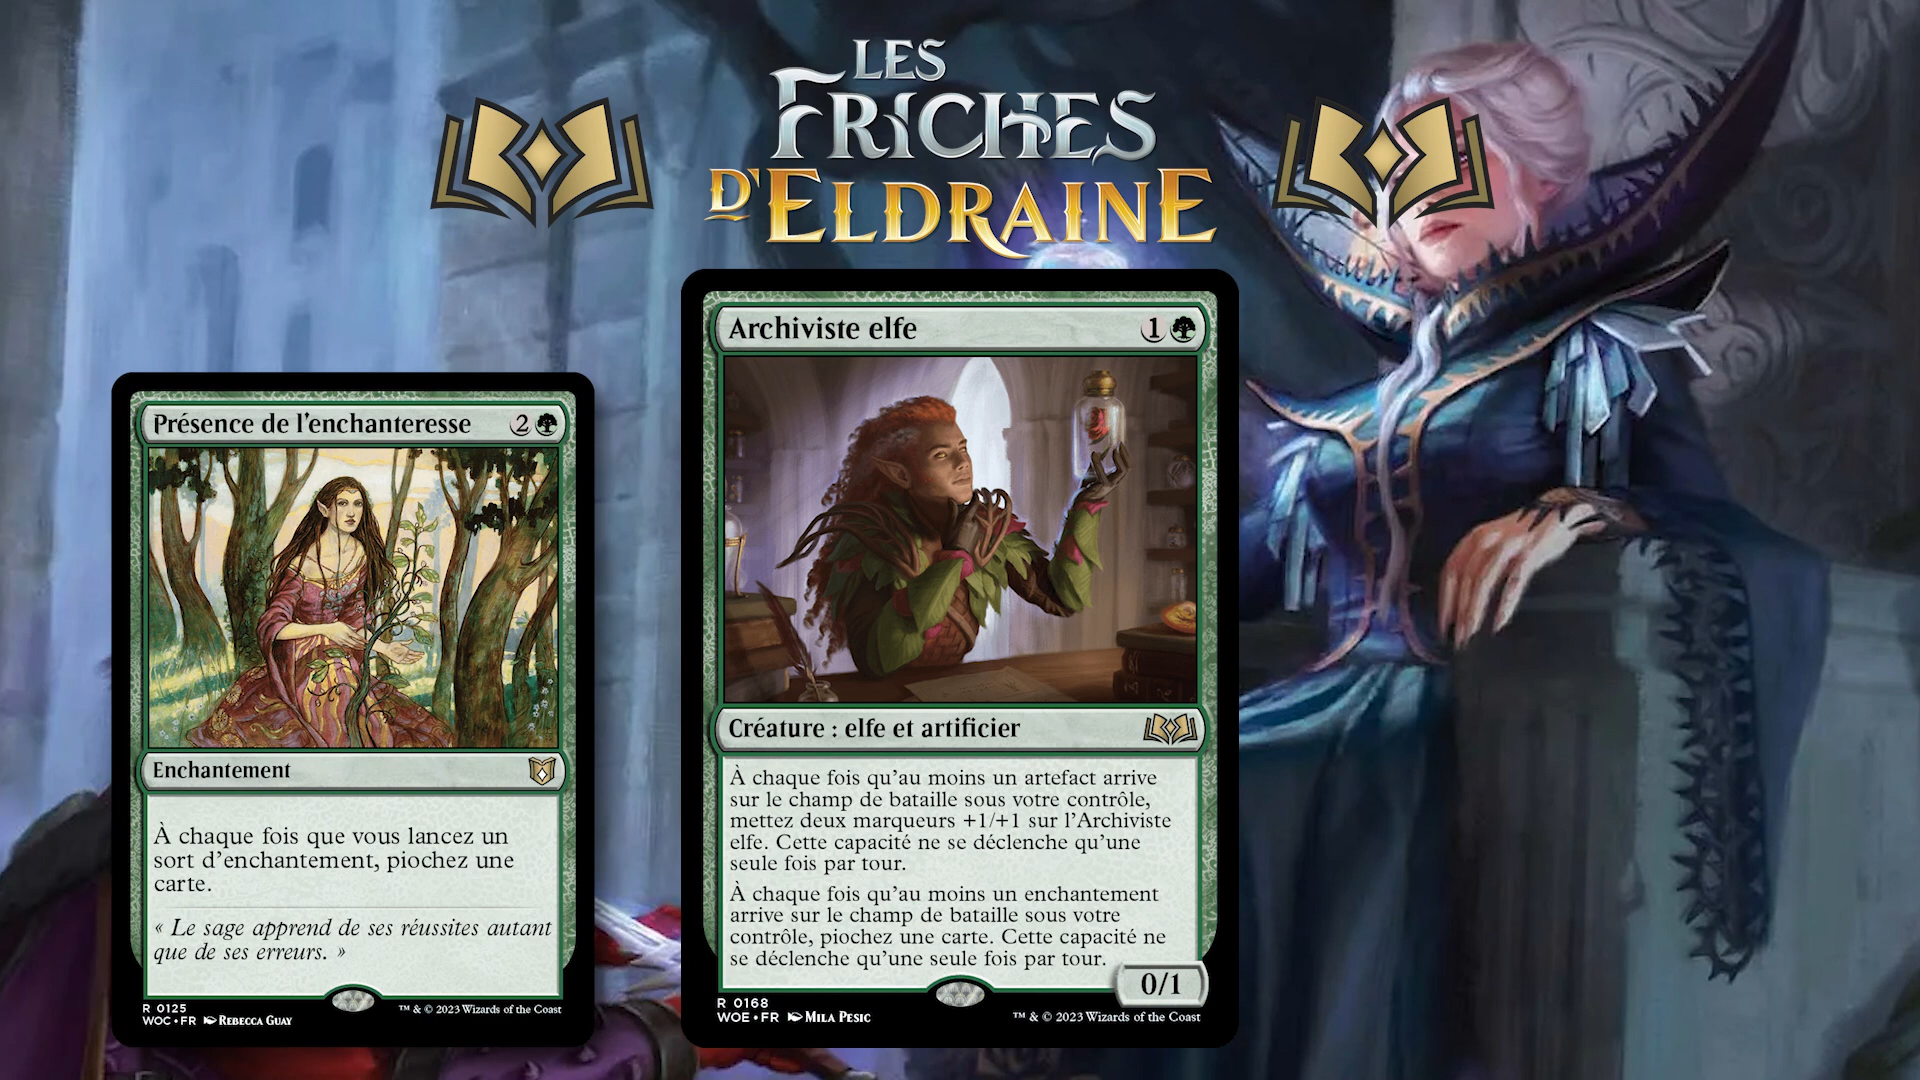 LES
FRICHES
D'ELDRAINE
Présence de l'enchanteresse 2
Enchantement
À chaque fois que vous lancez un
sort d'enchantement, piochez une
carte.
« Le sage apprend de ses réussites autant
que de ses erreurs. »
R 0125
WOC • FR Rebecca Guay
™ & © 2023 Wizards of the Coast
Archiviste elfe 1
Créature : elfe et artificier
À chaque fois qu'au moins un artefact arrive
sur le champ de bataille sous votre contrôle,
mettez deux marqueurs +1/+1 sur l'Archiviste
elfe. Cette capacité ne se déclenche qu'une
seule fois par tour.
À chaque fois qu'au moins un enchantement
arrive sur le champ de bataille sous votre
contrôle, piochez une carte. Cette capacité ne
se déclenche qu'une seule fois par tour.
0/1
R 0168
WOE • FR Mila Pesic
™ & © 2023 Wizards of the Coast